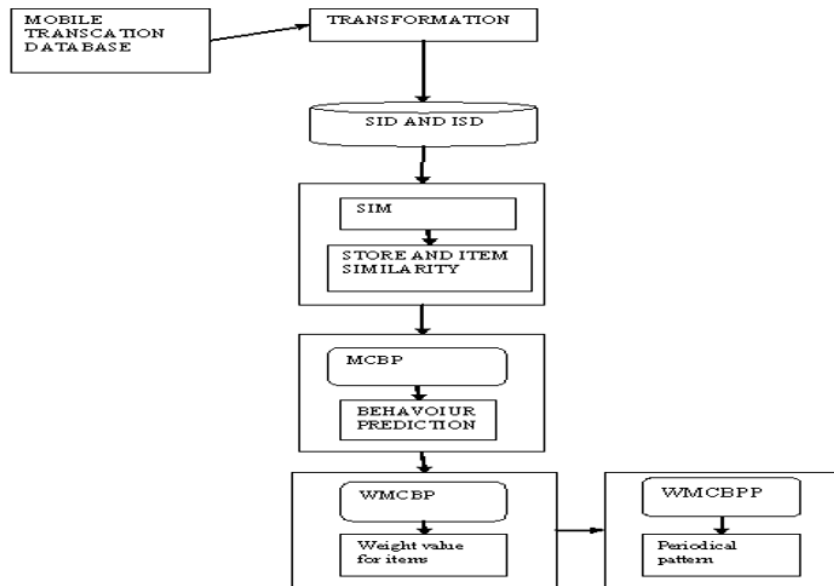 MOBILE
TRANSCATION
DATABASE
TRANSFORMATION
SID AND ISD
SIM
STORE AND ITEM
SIMILARITY
MCBP
BEHAVOIUR
PREDICTION
WMCBP
Weight value
for items
WMCBPP
Periodical
pattern